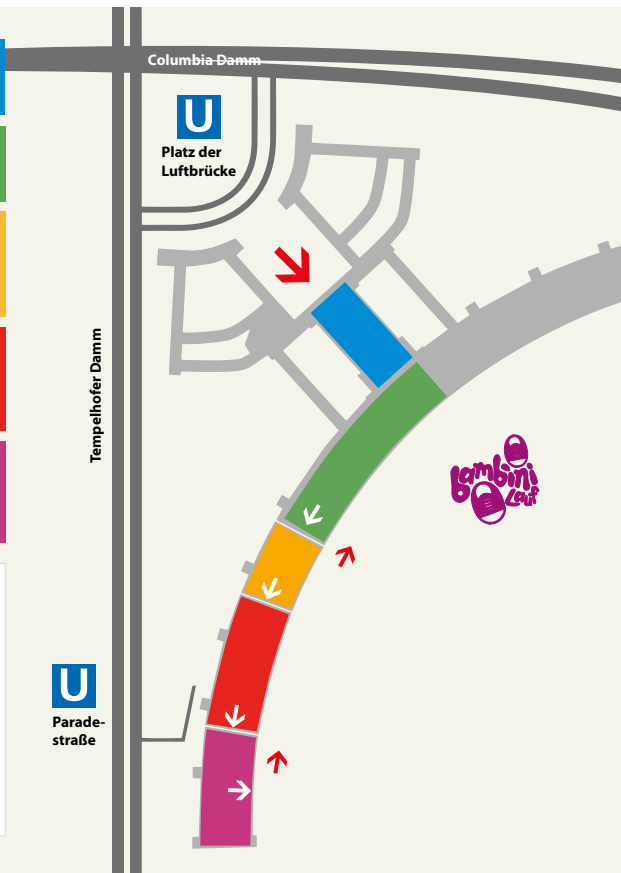 Columbia Damm
U
Platz der
Luftbrücke
Tempelhofer Damm
bambini
Lauf
U
Parade-
straße